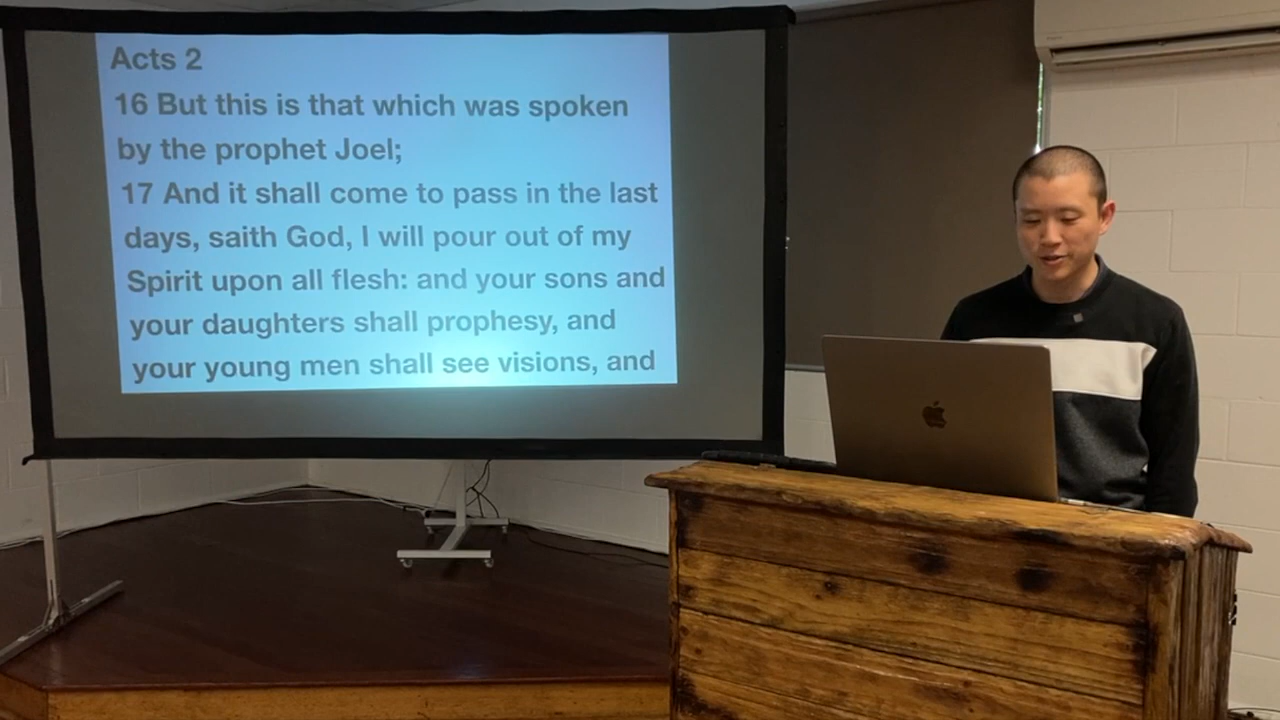 Acts 2
16 But this is that which was spoken
by the prophet Joel;
17 And it shall come to pass in the last
days, saith God, I will pour out of my
Spirit upon all flesh: and your sons and
your daughters shall prophesy, and
your young men shall see visions, and